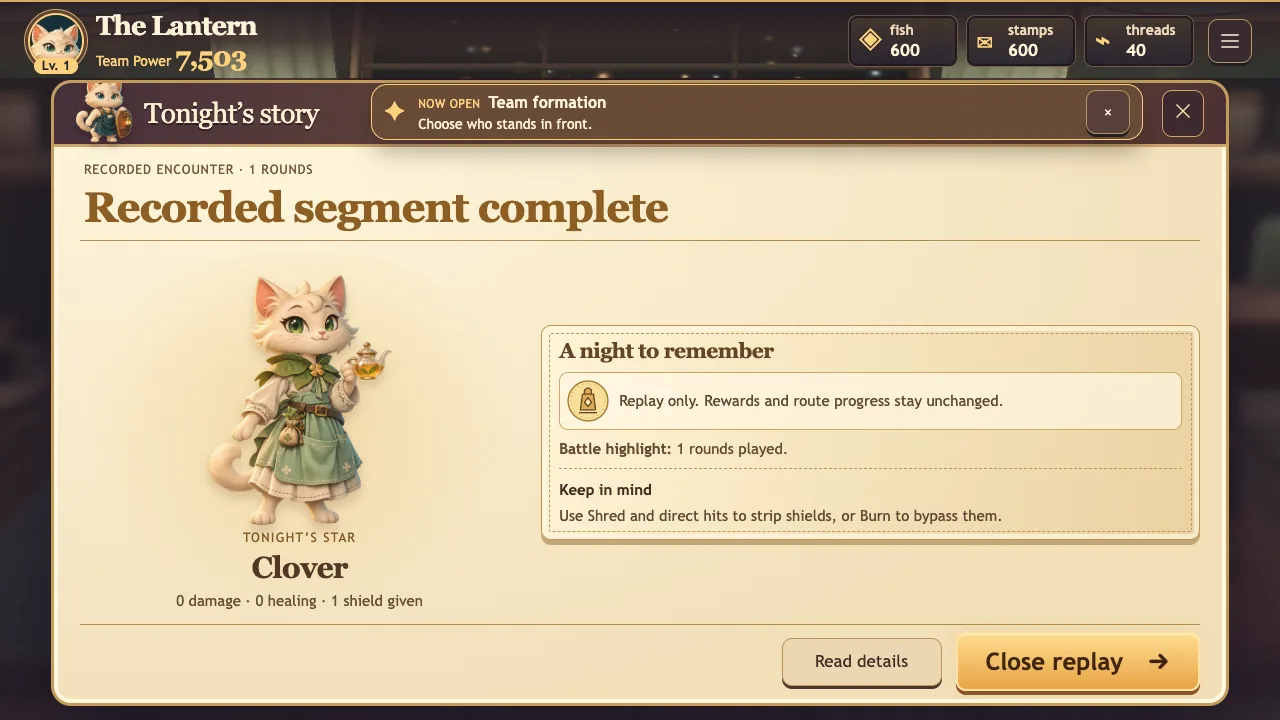 The Lantern
Lv. 1
Team Power 7,503
fish
600
stamps
600
threads
40
Tonight's story
NOW OPEN Team formation
Choose who stands in front.
×
RECORDED ENCOUNTER · 1 ROUNDS
Recorded segment complete
A night to remember
Replay only. Rewards and route progress stay unchanged.
Battle highlight: 1 rounds played.
Keep in mind
Use Shred and direct hits to strip shields, or Burn to bypass them.
TONIGHT'S STAR
Clover
0 damage · 0 healing · 1 shield given
Read details
Close replay →